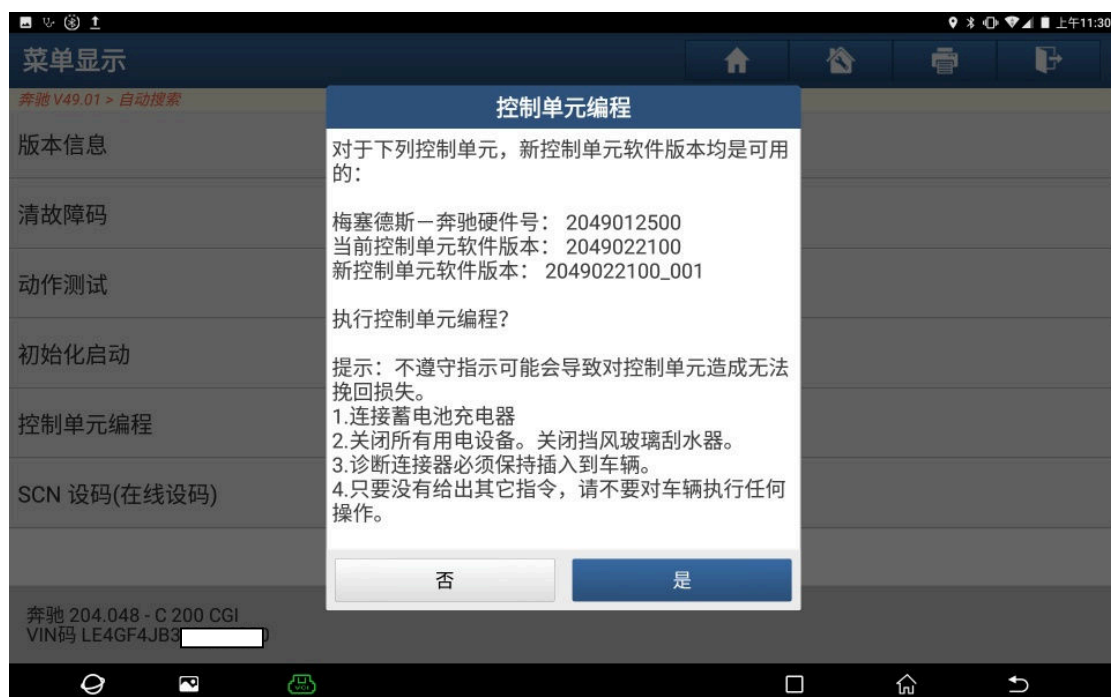 上午11:30
菜单显示
奔驰 V49.01 > 自动搜索
版本信息
清故障码
动作测试
初始化启动
控制单元编程
SCN 设码(在线设码)
控制单元编程
对于下列控制单元，新控制单元软件版本均是可用
的：
梅塞德斯－奔驰硬件号： 2049012500
当前控制单元软件版本： 2049022100
新控制单元软件版本： 2049022100_001
执行控制单元编程？
提示：不遵守指示可能会导致对控制单元造成无法
挽回损失。
1.连接蓄电池充电器
2.关闭所有用电设备。关闭挡风玻璃刮水器。
3.诊断连接器必须保持插入到车辆。
4.只要没有给出其它指令，请不要对车辆执行任何
操作。
否
是
奔驰 204.048 - C 200 CGI
VIN码 LE4GF4JB3
VCI